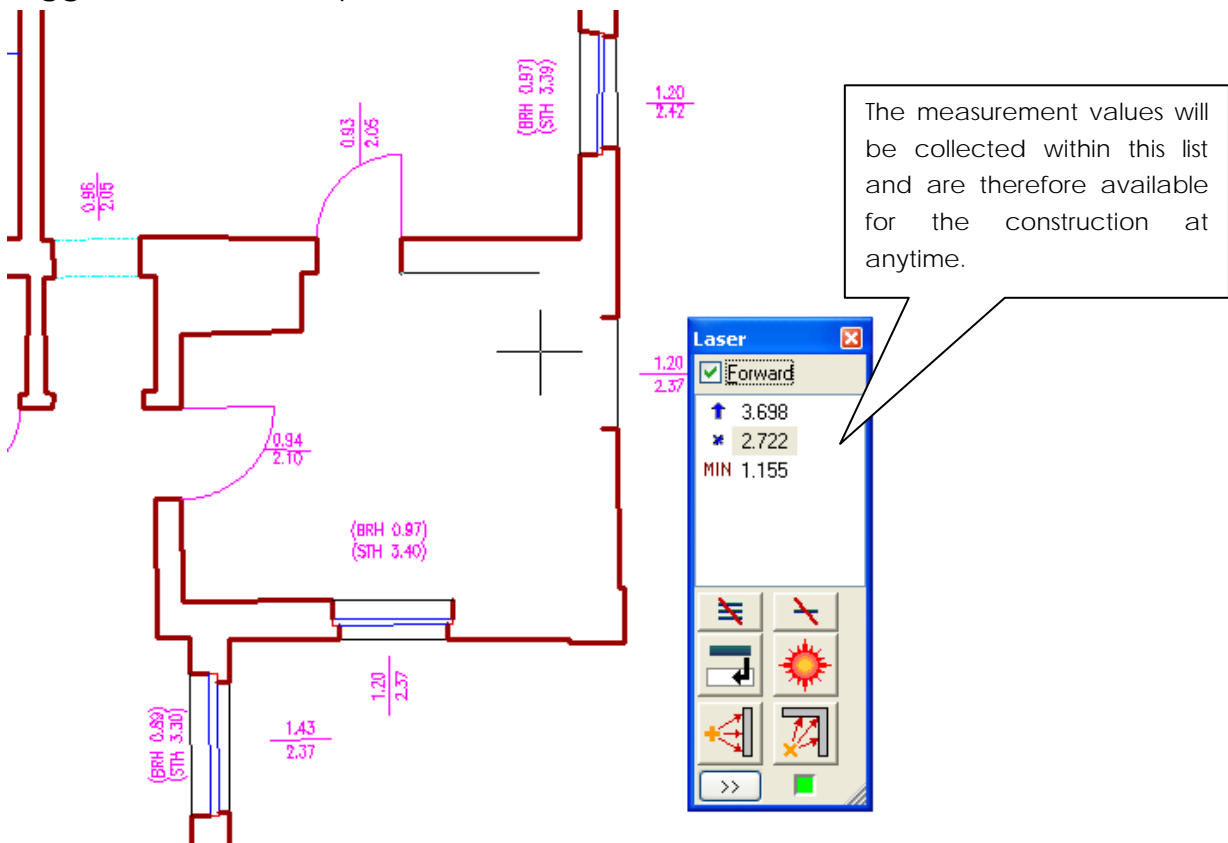 (BRH 0.97)
(STH 3.39)
1.20
2.42
0.93
2.05
0.96
2.05
The measurement values will
be collected within this list
and are therefore available
for the construction at
anytime.
Laser
Forward
1.20
2.37
3.698
2.722
MIN 1.155
0.94
2.10
(BRH 0.97)
(STH 3.40)
1.20
2.37
(BRH 0.89)
(STH 3.30)
1.43
2.37
>>